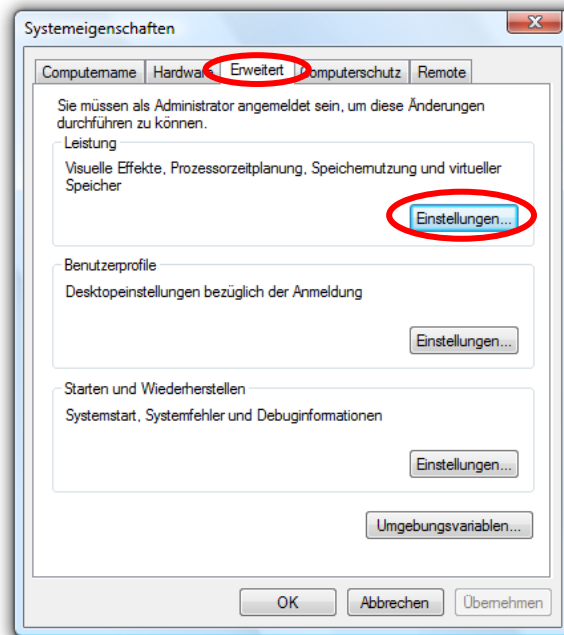 Systemeigenschaften
Computername Hardware Erweitert Computerschutz Remote
Sie müssen als Administrator angemeldet sein, um diese Änderungen
durchführen zu können.
Leistung
Visuelle Effekte, Prozessorzeitplanung, Speichernutzung und virtueller
Speicher
Einstellungen...
Benutzerprofile
Desktopeinstellungen bezüglich der Anmeldung
Einstellungen...
Starten und Wiederherstellen
Systemstart, Systemfehler und Debuginformationen
Einstellungen...
Umgebungsvariablen...
OK Abbrechen Übernehmen